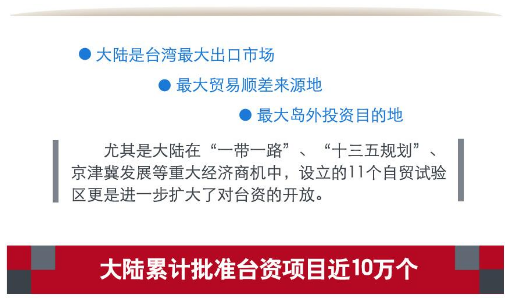 ● 大陆是台湾最大出口市场
● 最大贸易顺差来源地
● 最大岛外投资目的地
尤其是大陆在“一带一路”、“十三五规划”、
京津冀发展等重大经济商机中，设立的11个自贸试验
区更是进一步扩大了对台资的开放。
大陆累计批准台资项目近10万个